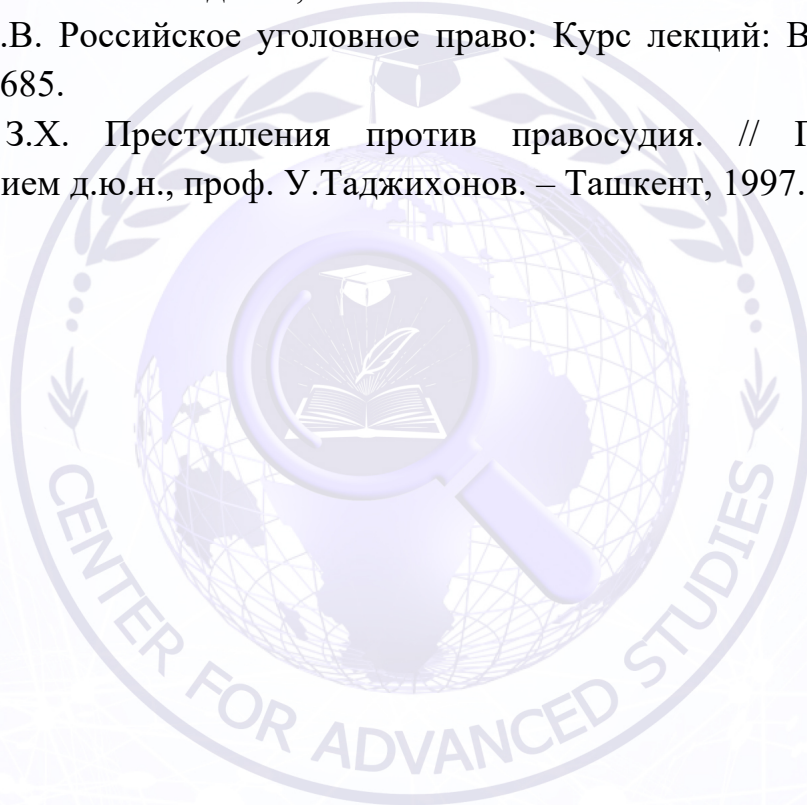 .В. Российское уголовное право: Курс лекций: В
685.
З.Х. Преступления против правосудия. //
ием д.ю.н., проф. У.Таджихонов. – Ташкент, 1997.
CENTER FOR ADVANCED STUDIES